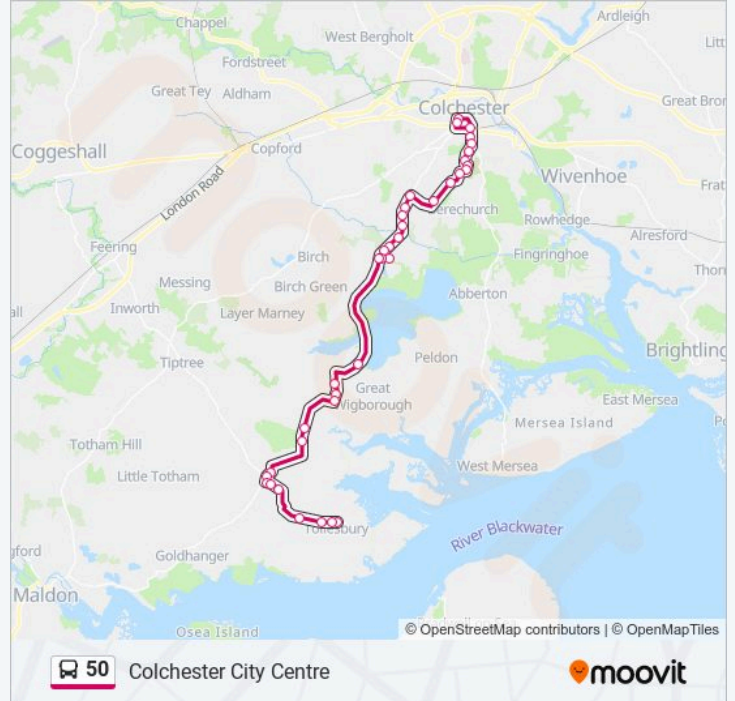 Chappel
Ardleigh
West Bergholt
Fordstreet
Great Tey
Aldham
Colchester
Great Bror
Coggeshall
Copford
London Road
Wivenhoe
Frat
erechurch
Rowhedge
Alresford
Feering
Birch
Fingringhoe
Thon
Messing
Birch Green
Abberton
Inworth
Layer Marney
Brightling
Tiptree
Peldon
Great
Wigborough
East Mersea
Mersea Island
Totham Hill
West Mersea
Little Totham
River Blackwater
Tollesbury
Goldhanger
Maldon
Osea Island
© OpenStreetMap contributors | © OpenMapTiles
50 Colchester City Centre
moovit